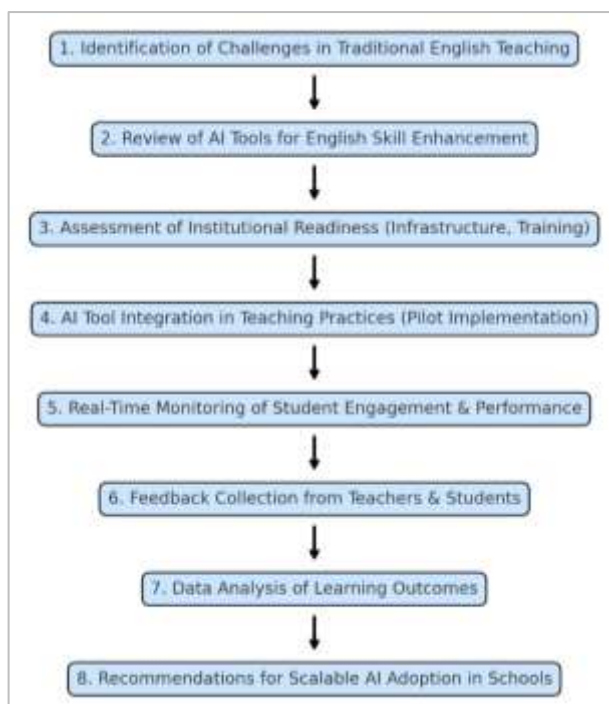 1. Identification of Challenges in Traditional English Teaching
2. Review of AI Tools for English Skill Enhancement
3. Assessment of Institutional Readiness (Infrastructure, Training)
4. AI Tool Integration in Teaching Practices (Pilot Implementation)
5. Real-Time Monitoring of Student Engagement & Performance
6. Feedback Collection from Teachers & Students
7. Data Analysis of Learning Outcomes
8. Recommendations for Scalable AI Adoption in Schools